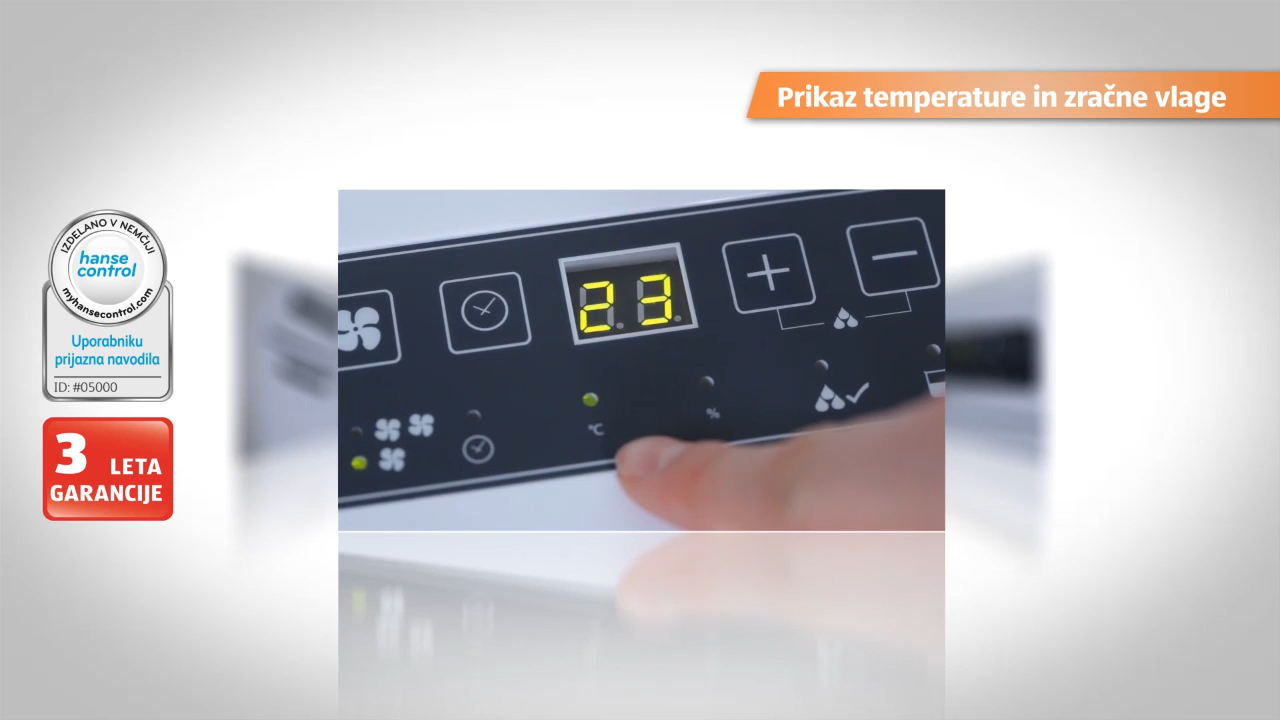 Prikaz temperature in zračne vlage
IZDELANO V NEMČIJI
hanse
control
myhansecontrol.com
Uporabniku
prijazna navodila
ID: #05000
3 LETA
GARANCIJE
23
°C
%